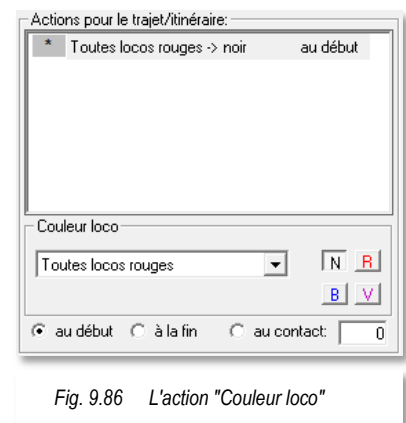 Actions pour le trajet/itinéraire:
* Toutes locos rouges -> noir au début
Couleur loco
Toutes locos rouges N R
B V
au début à la fin au contact: 0
Fig. 9.86 L'action "Couleur loco"